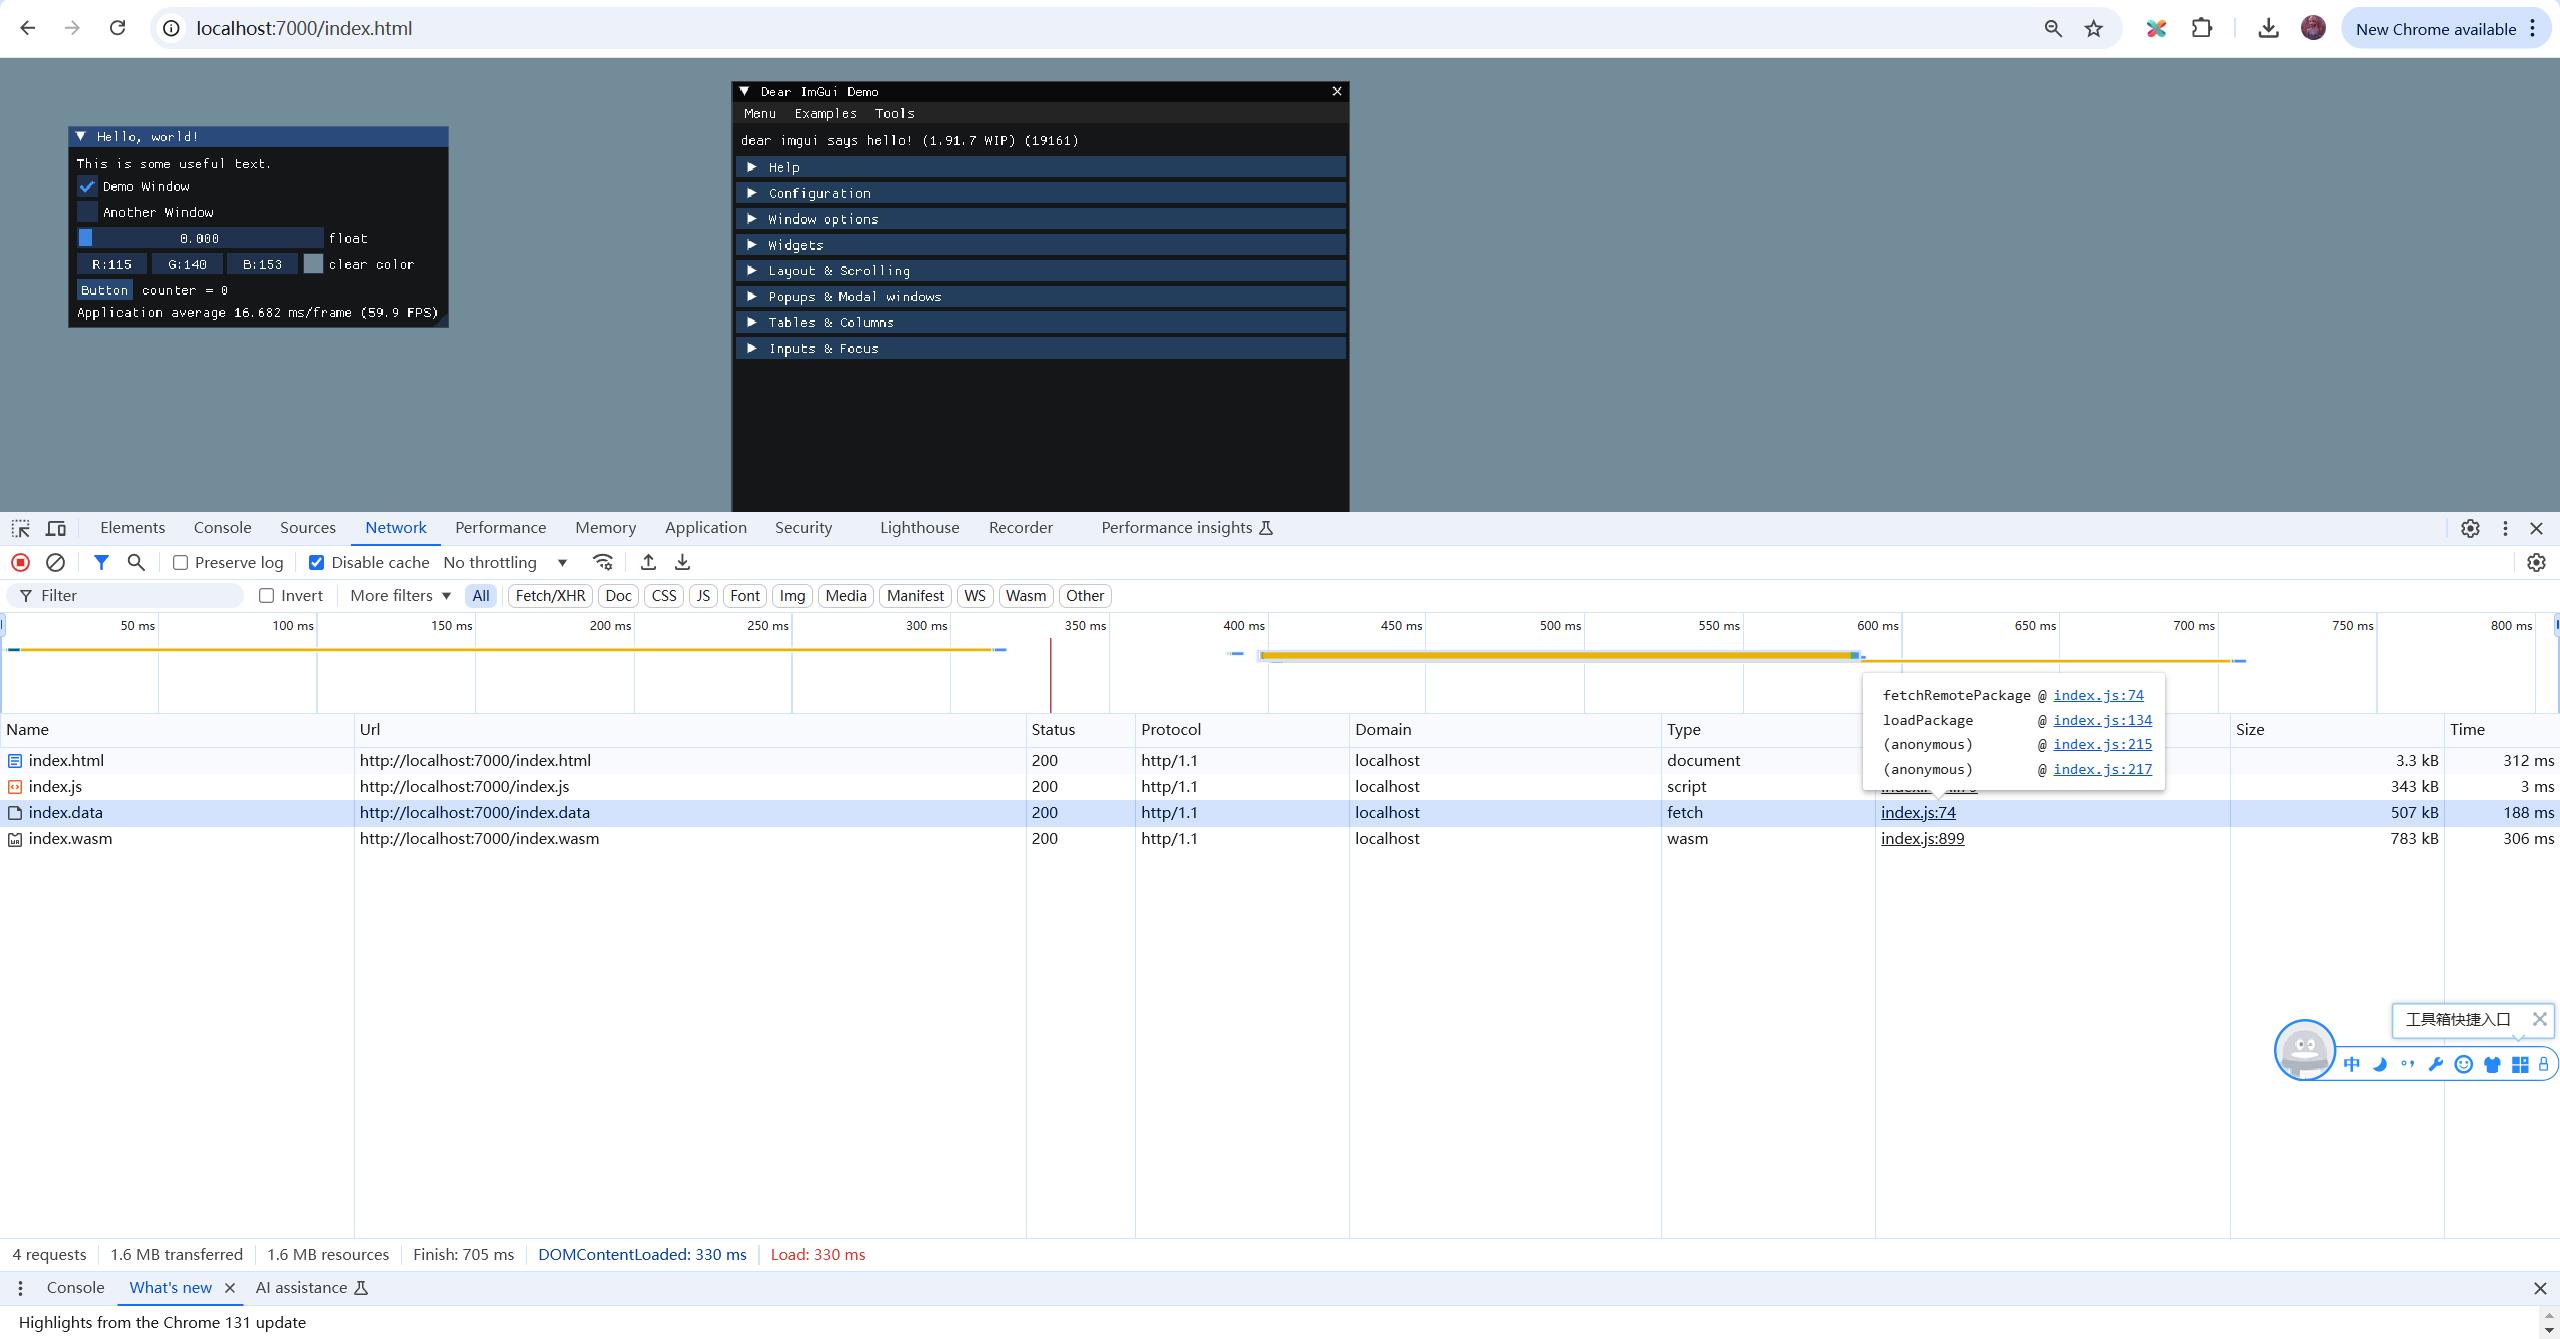 localhost:7000/index.html
New Chrome available
Dear ImGui Demo
Menu Examples Tools
dear imgui says hello! (1.91.7 WIP) (19161)
Help
Configuration
Window options
Widgets
Layout & Scrolling
Popups & Modal windows
Tables & Columns
Inputs & Focus
Hello, world!
This is some useful text.
Demo Window
Another Window
0.000 float
R:115 G:140 B:153 clear color
Button counter = 0
Application average 16.682 ms/frame (59.9 FPS)
Elements Console Sources Network Performance Memory Application Security Lighthouse Recorder Performance insights
Preserve log Disable cache No throttling
Filter Invert More filters All Fetch/XHR Doc CSS JS Font Img Media Manifest WS Wasm Other
50 ms 100 ms 150 ms 200 ms 250 ms 300 ms 350 ms 400 ms 450 ms 500 ms 550 ms 600 ms 650 ms 700 ms 750 ms 800 ms
fetchRemotePackage @ index.js:74
loadPackage @ index.js:134
(anonymous) @ index.js:215
(anonymous) @ index.js:217
Name Url Status Protocol Domain Type Size Time
index.html http://localhost:7000/index.html 200 http/1.1 localhost document 3.3 kB 312 ms
index.js http://localhost:7000/index.js 200 http/1.1 localhost script 343 kB 3 ms
index.data http://localhost:7000/index.data 200 http/1.1 localhost fetch index.js:74 507 kB 188 ms
index.wasm http://localhost:7000/index.wasm 200 http/1.1 localhost wasm index.js:899 783 kB 306 ms
工具箱快捷入口
中
4 requests 1.6 MB transferred 1.6 MB resources Finish: 705 ms DOMContentLoaded: 330 ms Load: 330 ms
Console What's new AI assistance
Highlights from the Chrome 131 update